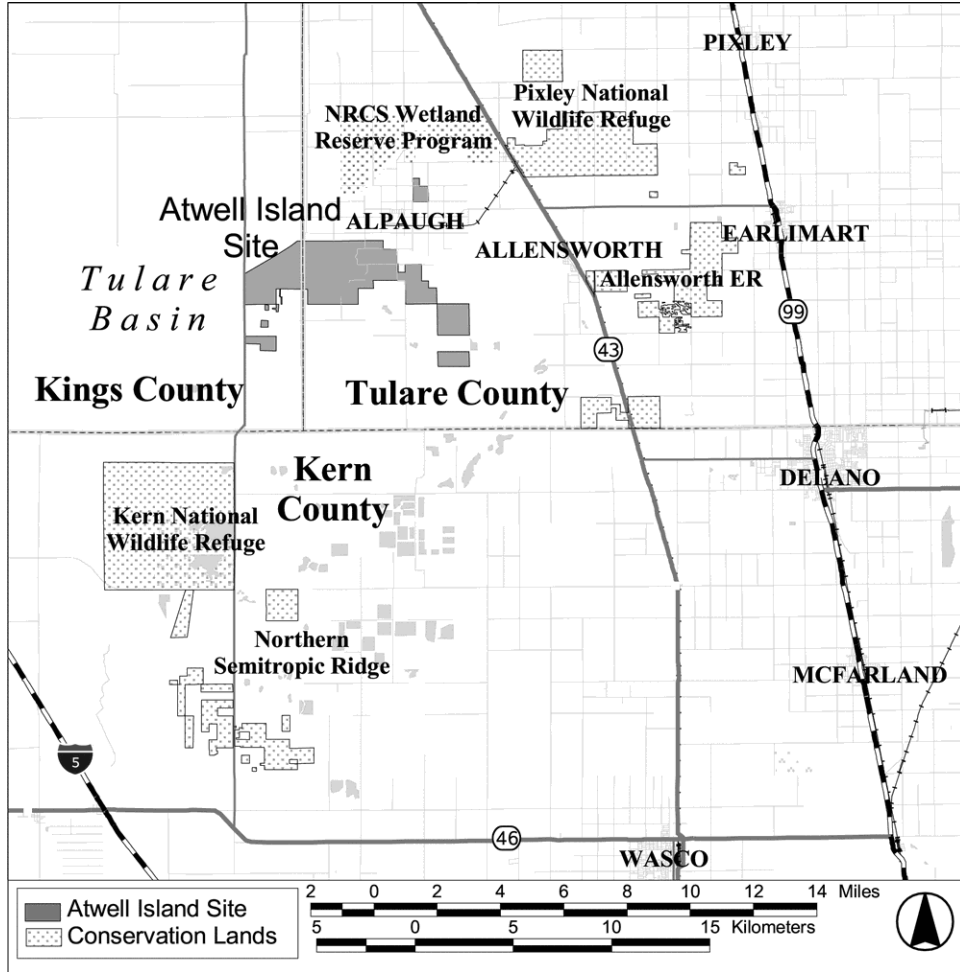 PIXLEY
Pixley National
Wildlife Refuge
NRCS Wetland
Reserve Program
Atwell Island
Site
ALPAUGH
ALLENSWORTH
EARLIMART
Allensworth ER
Tulare
Basin
99
43
Kings County
Tulare County
Kern
County
DELANO
Kern National
Wildlife Refuge
Northern
Semitropic Ridge
MCFARLAND
5
46
WASCO
Atwell Island Site
Conservation Lands
2 0 2 4 6 8 10 12 14 Miles
5 0 5 10 15 Kilometers